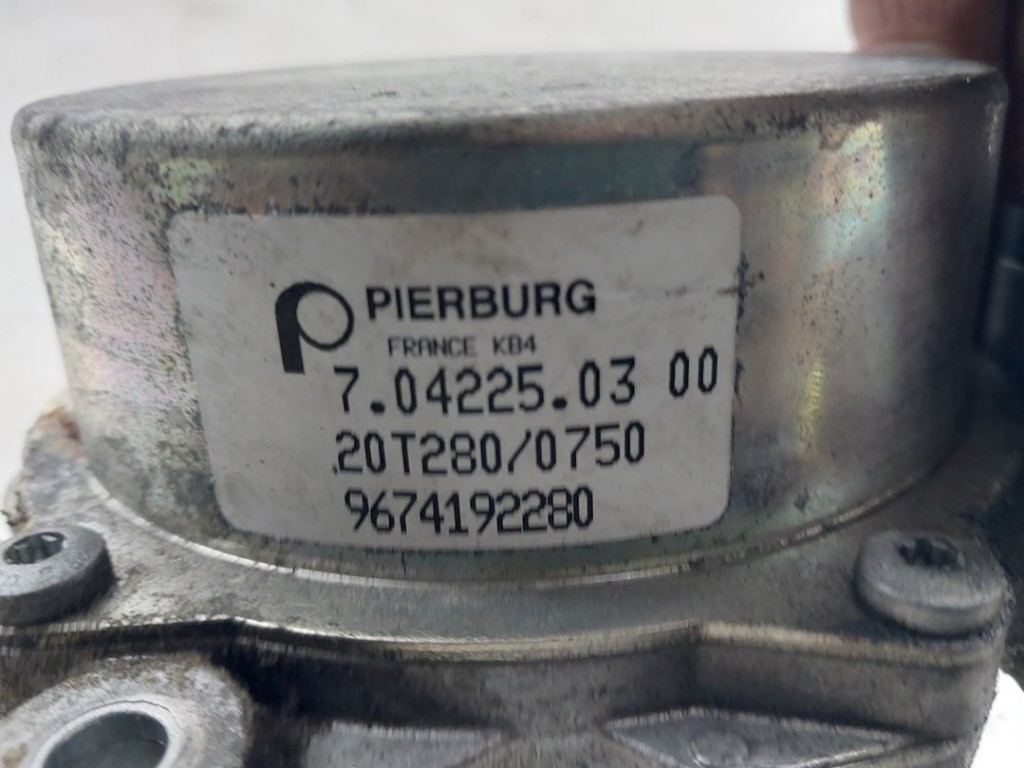 PIERBURG
FRANCE KB4
7.04225.03 00
20T280/0750
9674192280